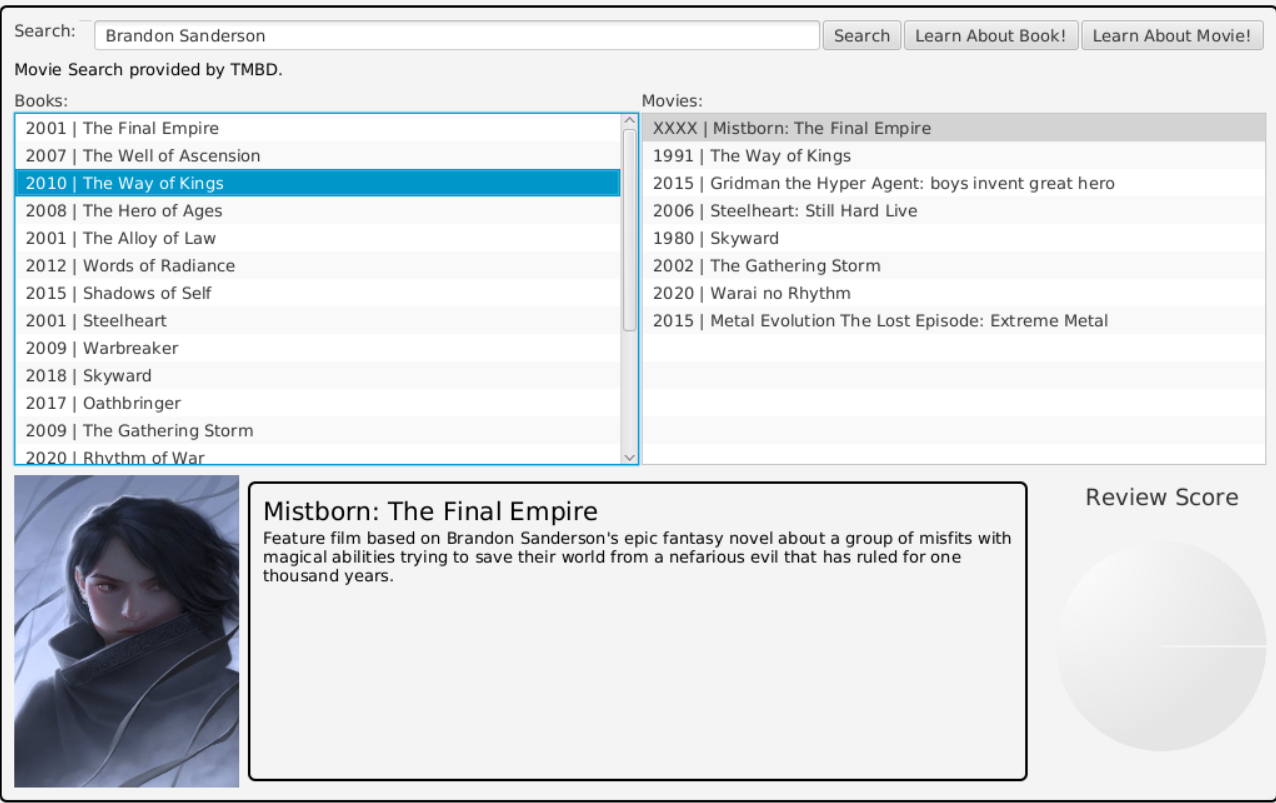 Search: Brandon Sanderson Search Learn About Book! Learn About Movie!
Movie Search provided by TMBD.
Books:
2001 | The Final Empire
2007 | The Well of Ascension
2010 | The Way of Kings
2008 | The Hero of Ages
2001 | The Alloy of Law
2012 | Words of Radiance
2015 | Shadows of Self
2001 | Steelheart
2009 | Warbreaker
2018 | Skyward
2017 | Oathbringer
2009 | The Gathering Storm
2020 | Rhythm of War
Movies:
XXXX | Mistborn: The Final Empire
1991 | The Way of Kings
2015 | Gridman the Hyper Agent: boys invent great hero
2006 | Steelheart: Still Hard Live
1980 | Skyward
2002 | The Gathering Storm
2020 | Warai no Rhythm
2015 | Metal Evolution The Lost Episode: Extreme Metal
Mistborn: The Final Empire
Feature film based on Brandon Sanderson's epic fantasy novel about a group of misfits with
magical abilities trying to save their world from a nefarious evil that has ruled for one
thousand years.
Review Score